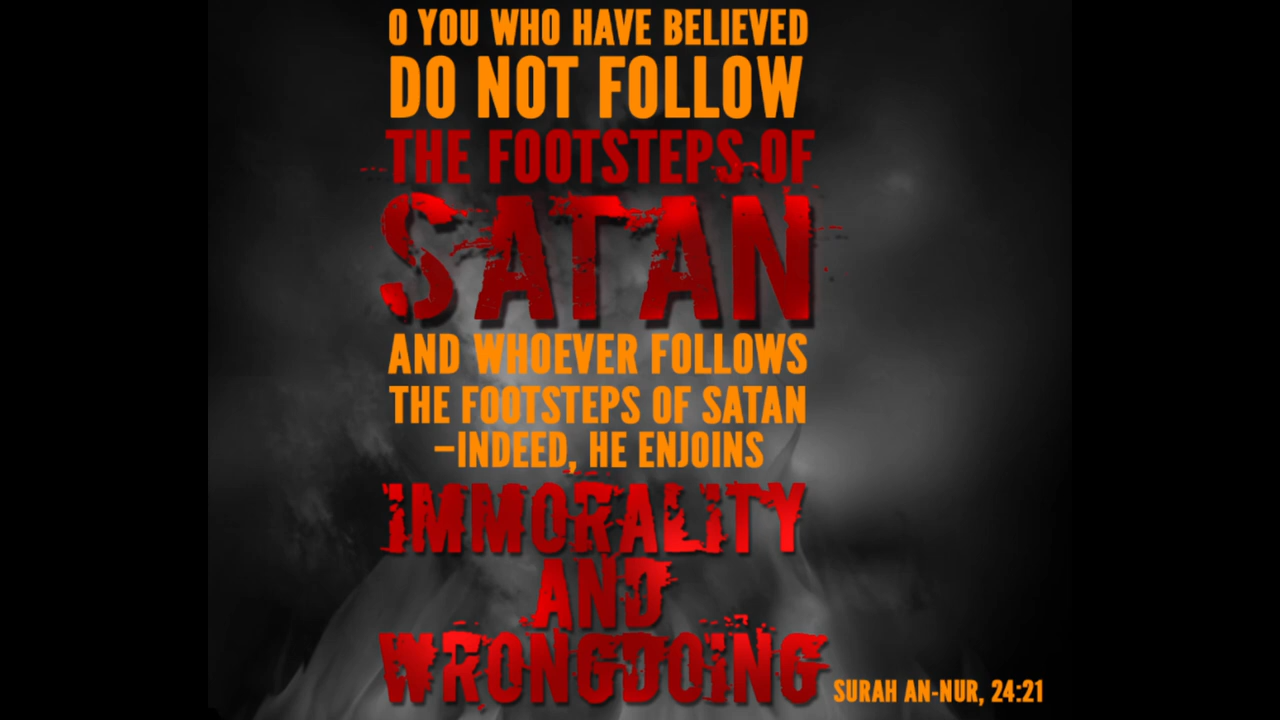 O YOU WHO HAVE BELIEVED
DO NOT FOLLOW
THE FOOTSTEPS OF
SATAN
AND WHOEVER FOLLOWS
THE FOOTSTEPS OF SATAN
–INDEED, HE ENJOINS
IMMORALITY
AND
WRONGDOING
SURAH AN-NUR, 24:21